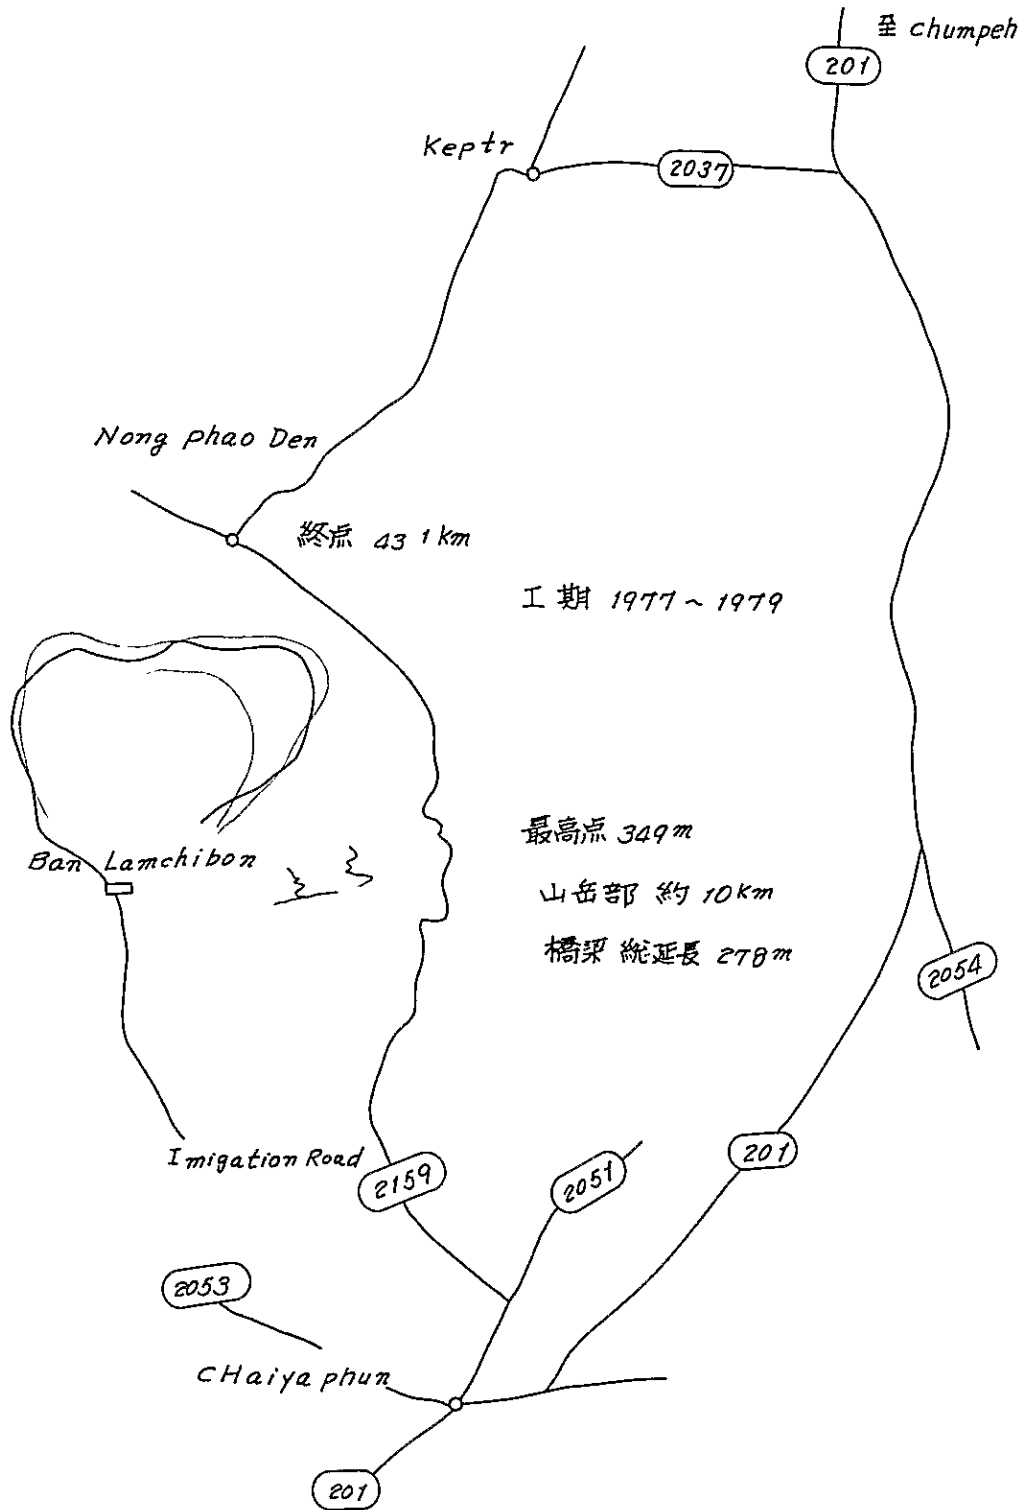 至 chumpeh
201
Keptr
2037
Nong phao Den
終点 43 1km
工期 1977～1979
最高点 349m
Ban Lamchibon
山岳部 約 10km
橋梁 総延長 278m
2054
201
Imigation Road
2159
2051
2053
CHaiya phun
201